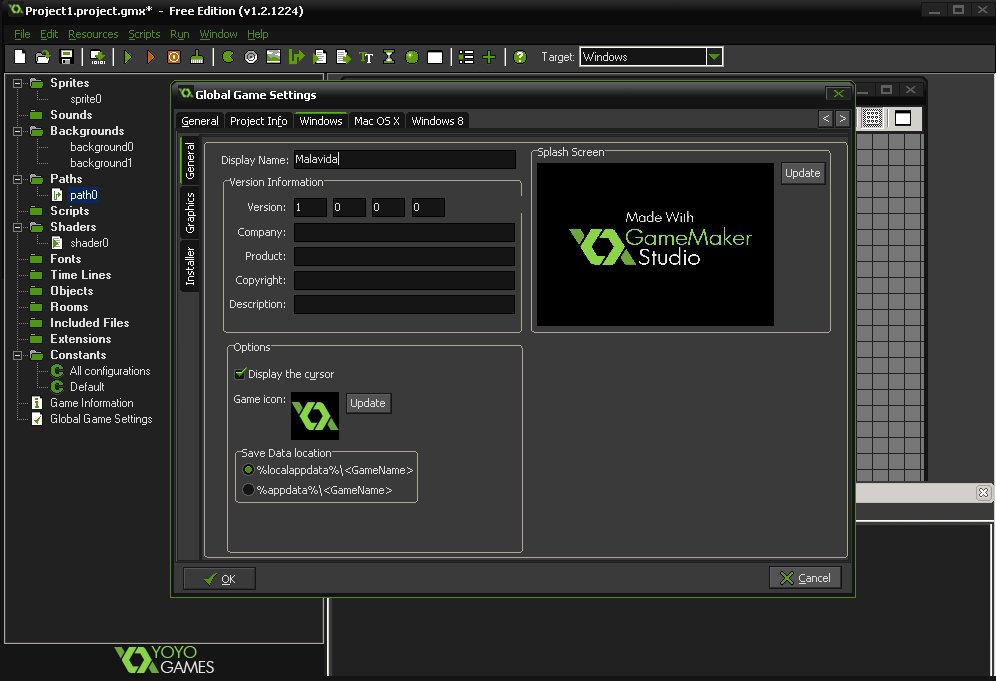 Project1.project.gmx* - Free Edition (v1.2.1224)
File Edit Resources Scripts Run Window Help
Target: Windows
Sprites
sprite0
Sounds
Backgrounds
background0
background1
Paths
path0
Scripts
Shaders
shader0
Fonts
Time Lines
Objects
Rooms
Included Files
Extensions
Constants
All configurations
Default
Game Information
Global Game Settings
YOYO
GAMES
Global Game Settings
General Project Info Windows Mac OS X Windows 8
General
Graphics
Installer
Display Name: Malavida
Version Information
Version: 1 0 0 0
Company:
Product:
Copyright:
Description:
Splash Screen
Update
Made With
GameMaker
Studio
Options
Display the cursor
Game icon: Update
Save Data location
%localappdata%\<GameName>
%appdata%\<GameName>
OK
Cancel